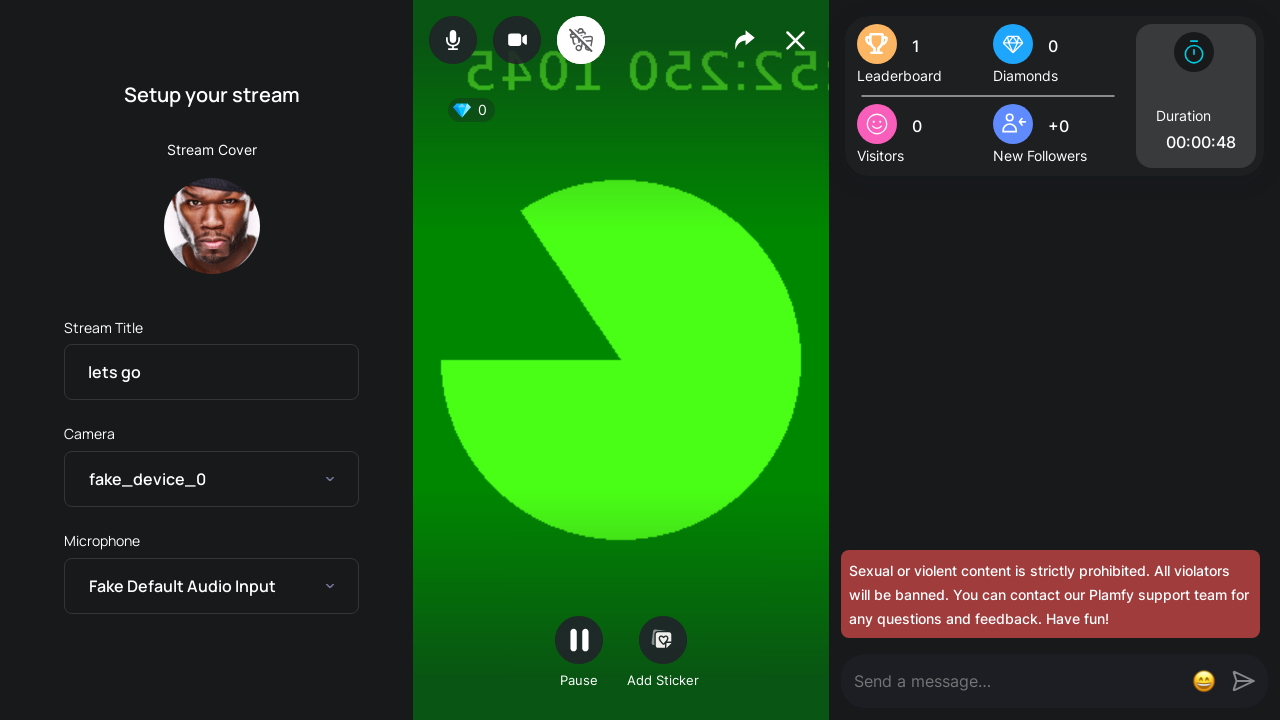 Setup your stream
Stream Cover
Stream Title
lets go
Camera
fake_device_0
Microphone
Fake Default Audio Input
0
Pause
Add Sticker
1
Leaderboard
0
Diamonds
0
Visitors
+0
New Followers
Duration
00:00:48
Sexual or violent content is strictly prohibited. All violators
will be banned. You can contact our Plamfy support team for
any questions and feedback. Have fun!
Send a message...